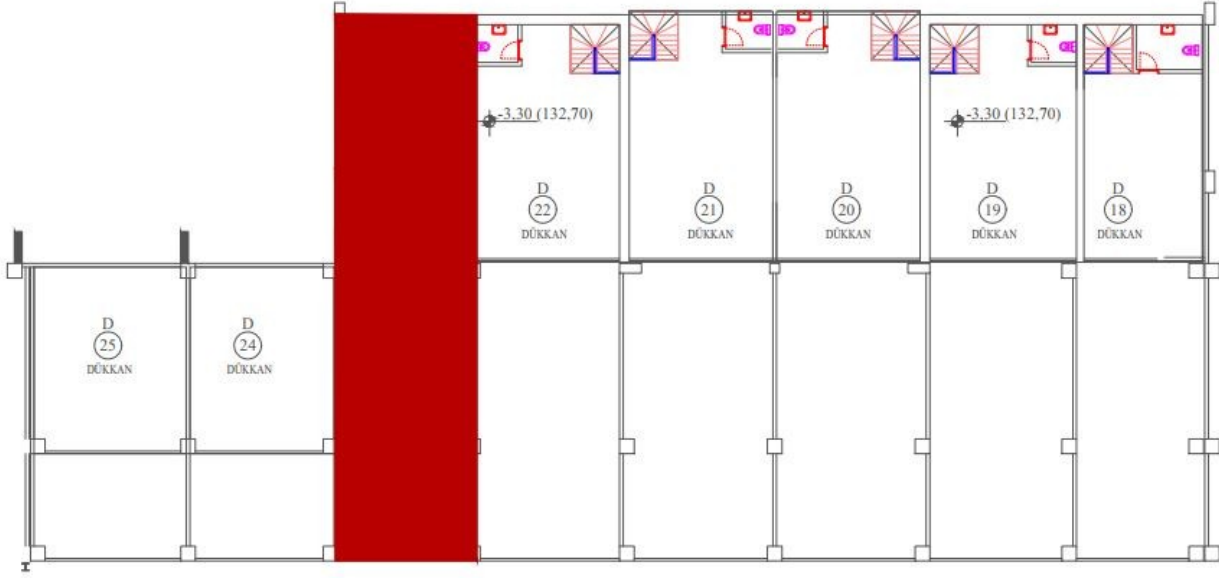 -3,30 (132,70)
-3,30 (132,70)
D
22
DÜKKAN
D
21
DÜKKAN
D
20
DÜKKAN
D
19
DÜKKAN
D
18
DÜKKAN
D
25
DÜKKAN
D
24
DÜKKAN